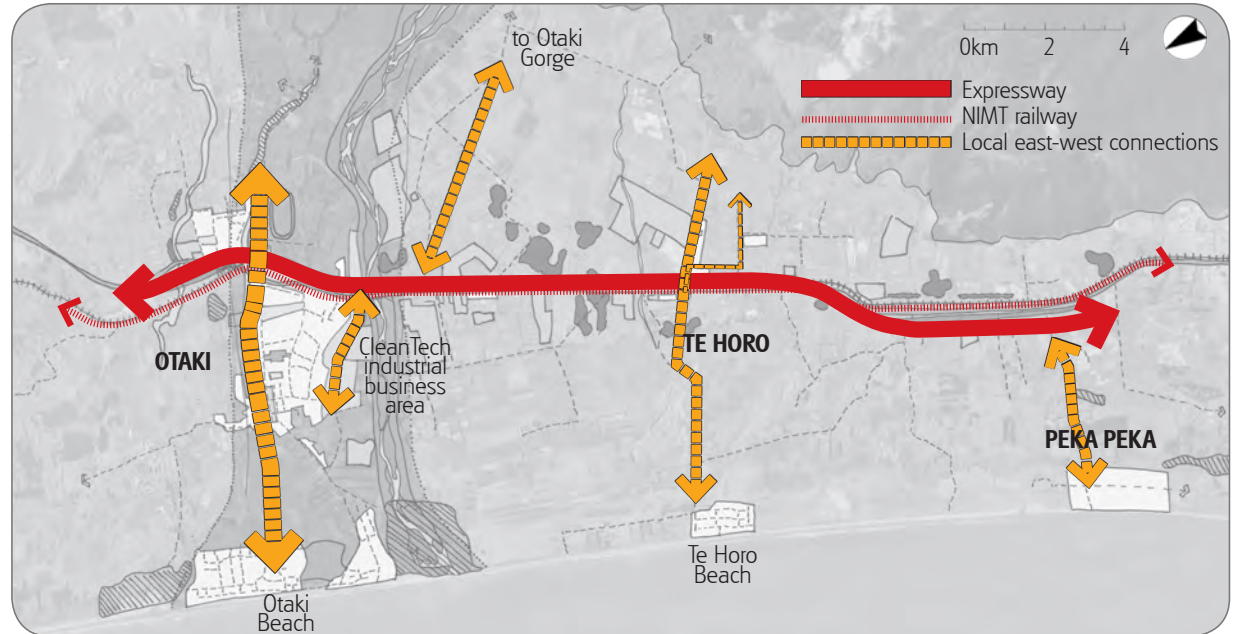 to Otaki
Gorge
0km 2 4
Expressway
NIMT railway
Local east-west connections
OTAKI
CleanTech
industrial
business
area
TE HORO
PEKA PEKA
Te Horo
Beach
Otaki
Beach